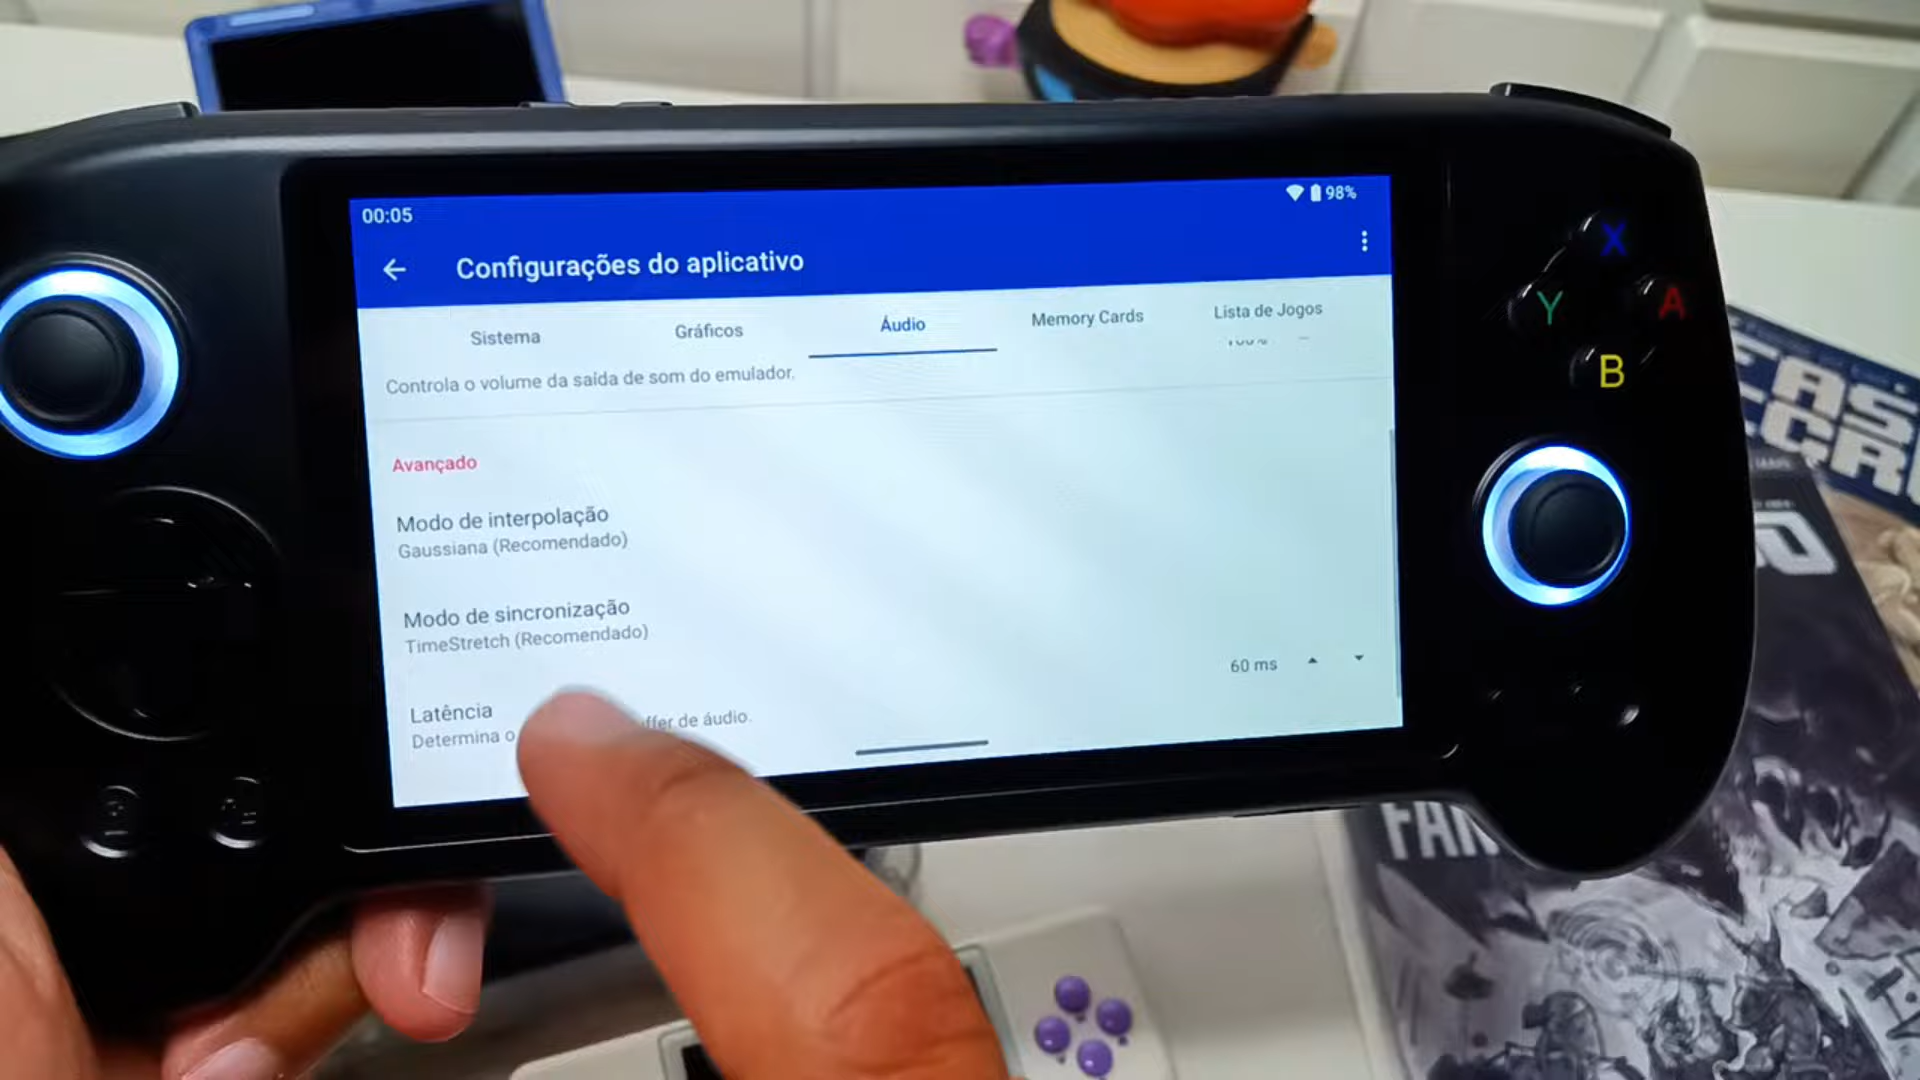 00:05
98%
Configurações do aplicativo
Sistema
Gráficos
Áudio
Memory Cards
Lista de Jogos
Controla o volume da saída de som do emulador.
100%
Avançado
Modo de interpolação
Gaussiana (Recomendado)
Modo de sincronização
TimeStretch (Recomendado)
60 ms
Latência
Determina o
de áudio.
X
Y
A
B